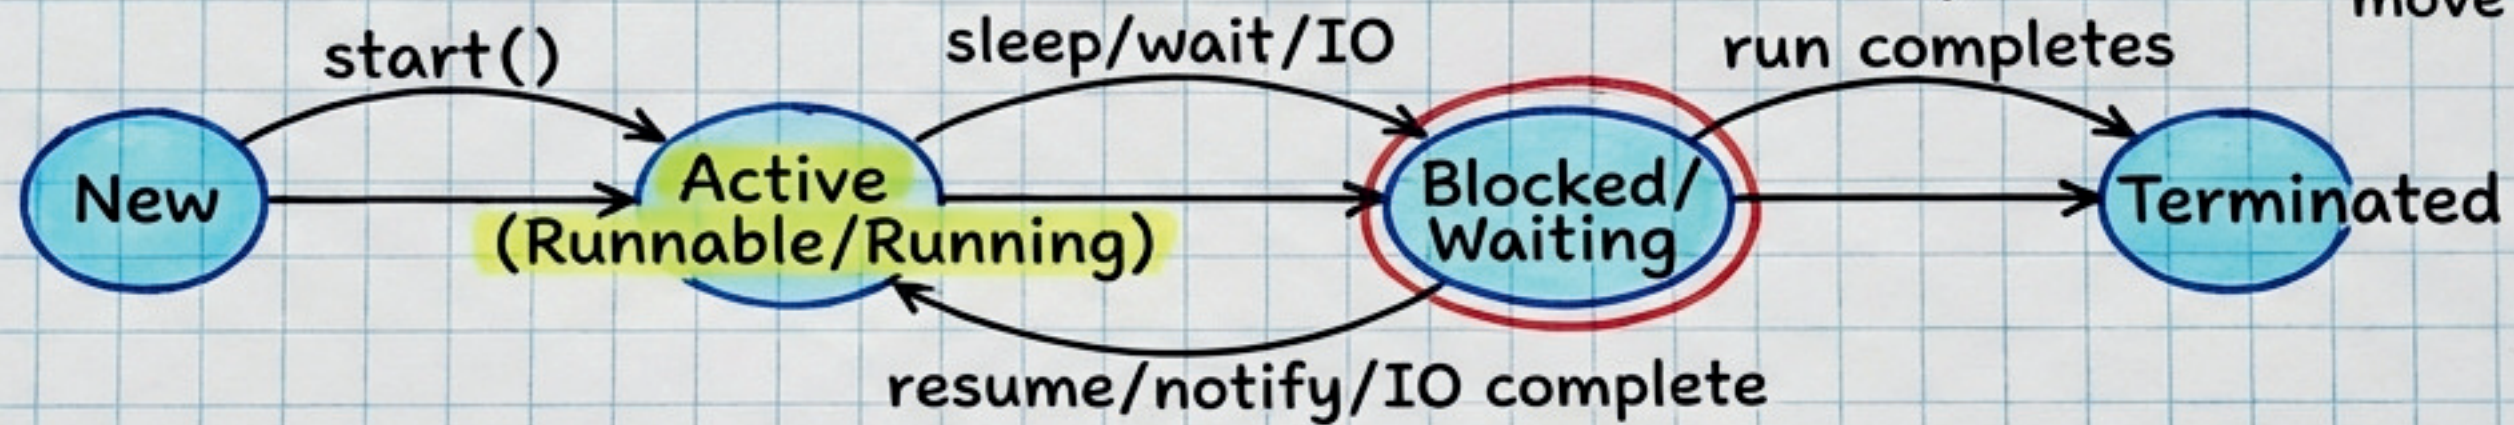 move
start()
sleep/wait/IO
run completes
New
Active
(Runnable/Running)
Blocked/
Waiting
Terminated
resume/notify/IO complete